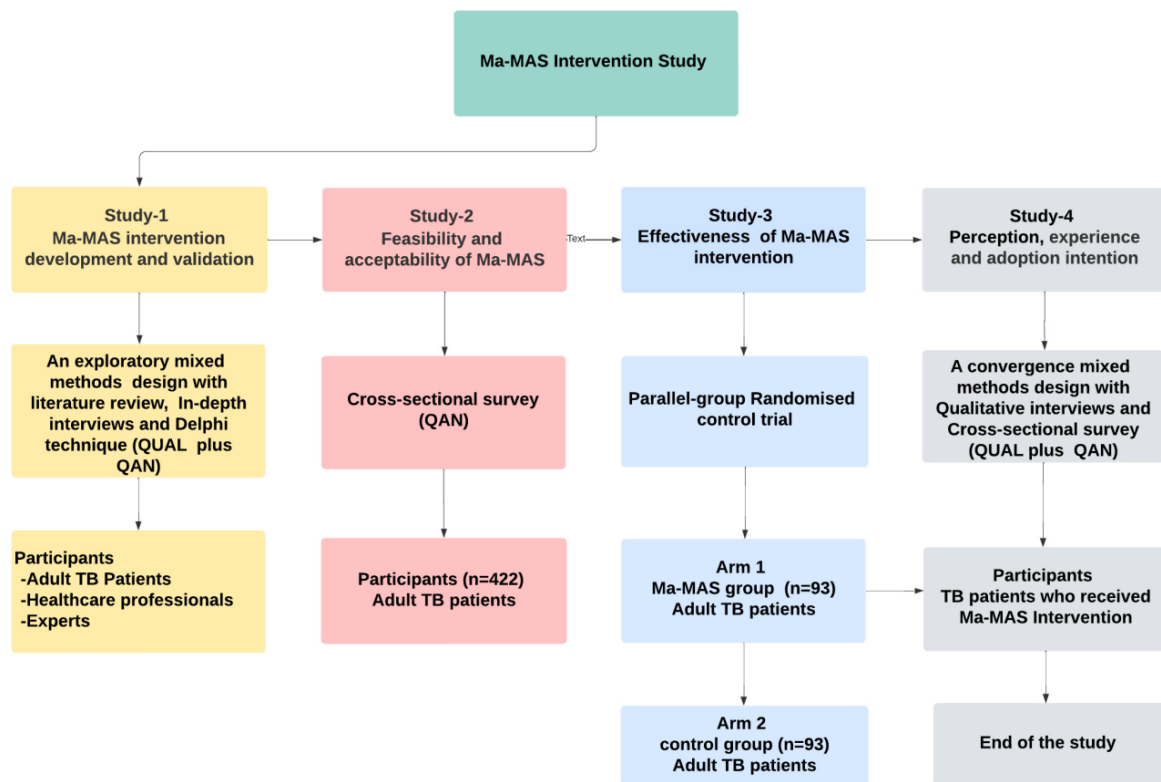 Ma-MAS Intervention Study
Study-1
Ma-MAS intervention
development and validation
Study-2
Feasibility and
acceptability of Ma-MAS
Text
Study-3
Effectiveness of Ma-MAS
intervention
Study-4
Perception, experience
and adoption intention
An exploratory mixed
methods design with
literature review, In-depth
interviews and Delphi
technique (QUAL plus
QAN)
Cross-sectional survey
(QAN)
Parallel-group Randomised
control trial
A convergence mixed
methods design with
Qualitative interviews and
Cross-sectional survey
(QUAL plus QAN)
Participants
-Adult TB Patients
-Healthcare professionals
-Experts
Participants (n=422)
Adult TB patients
Arm 1
Ma-MAS group (n=93)
Adult TB patients
Participants
TB patients who received
Ma-MAS Intervention
Arm 2
control group (n=93)
Adult TB patients
End of the study